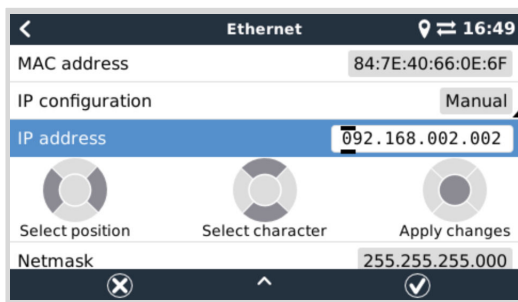 Ethernet 16:49
MAC address 84:7E:40:66:0E:6F
IP configuration Manual
IP address 092.168.002.002
Select position Select character Apply changes
Netmask 255.255.255.000